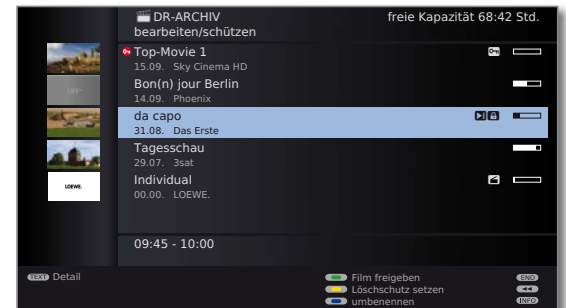 DR-ARCHIV freie Kapazität 68:42 Std.
bearbeiten/schützen
Top-Movie 1
15.09. Sky Cinema HD
Bon(n) jour Berlin
14.09. Phoenix
da capo
31.08. Das Erste
Tagesschau
29.07. 3sat
Individual
00.00. LOEWE.
LOEWE.
09:45 - 10:00
TEXT Detail
Film freigeben END
Löschschutz setzen
umbenennen INFO